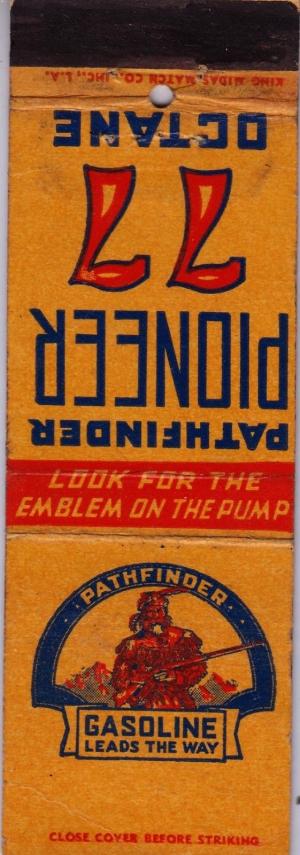 KING MIDAS MATCH CO., INC., L.A.
PATHFINDER
PIONEER
77
OCTANE
LOOK FOR THE
EMBLEM ON THE PUMP
PATHFINDER
GASOLINE
LEADS THE WAY
CLOSE COVER BEFORE STRIKING